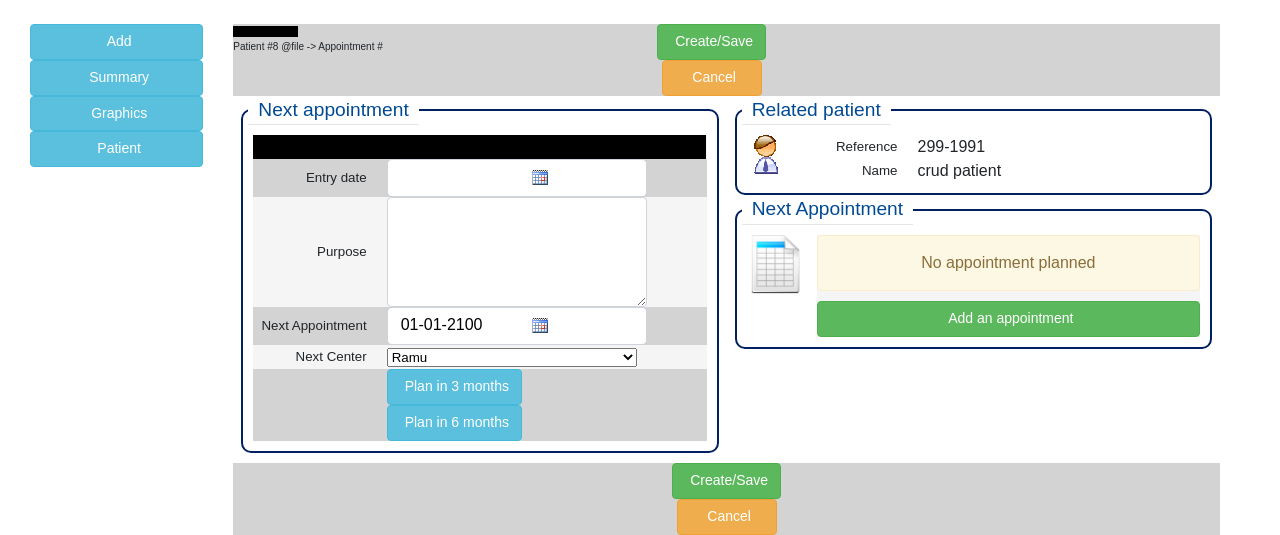 Add
Summary
Graphics
Patient
Patient #8 @file -> Appointment #
Create/Save
Cancel
Next appointment
Entry date
Purpose
Next Appointment 01-01-2100
Next Center Ramu
Plan in 3 months
Plan in 6 months
Related patient
Reference 299-1991
Name crud patient
Next Appointment
No appointment planned
Add an appointment
Create/Save
Cancel